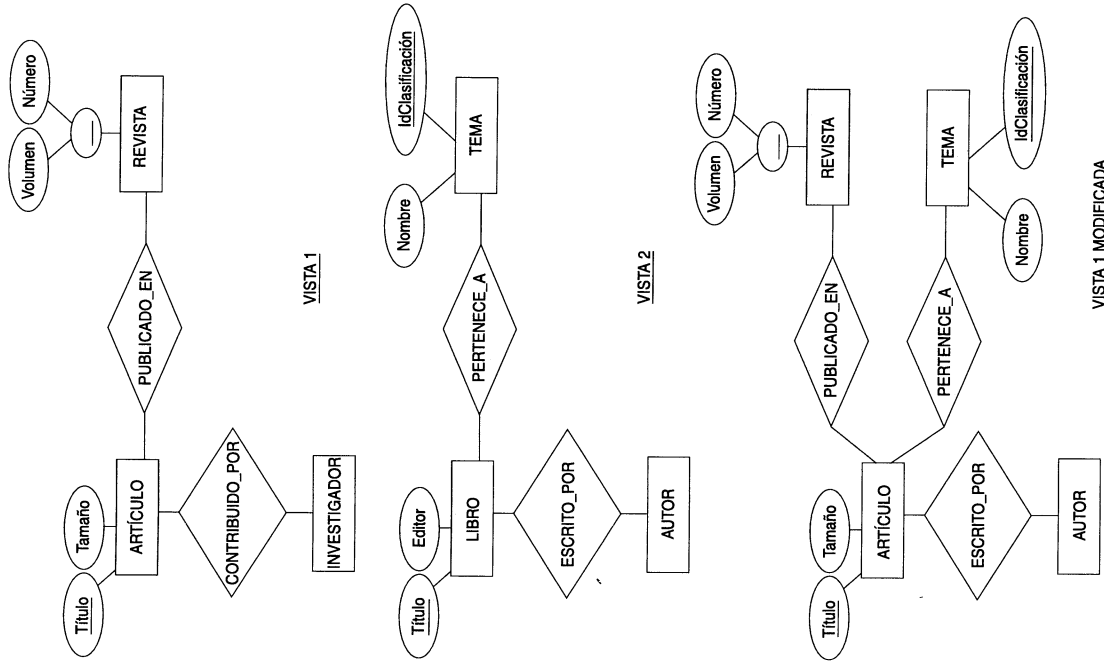 Volumen
Número
REVISTA
PUBLICADO_EN
Título
Tamaño
ARTÍCULO
CONTRIBUIDO_POR
INVESTIGADOR
VISTA 1
Nombre
IdClasificación
TEMA
PERTENECE_A
Título
Editor
LIBRO
ESCRITO_POR
AUTOR
VISTA 2
Volumen
Número
REVISTA
PUBLICADO_EN
TEMA
Nombre
IdClasificación
PERTENECE_A
Título
Tamaño
ARTÍCULO
ESCRITO_POR
AUTOR
VISTA 1 MODIFICADA